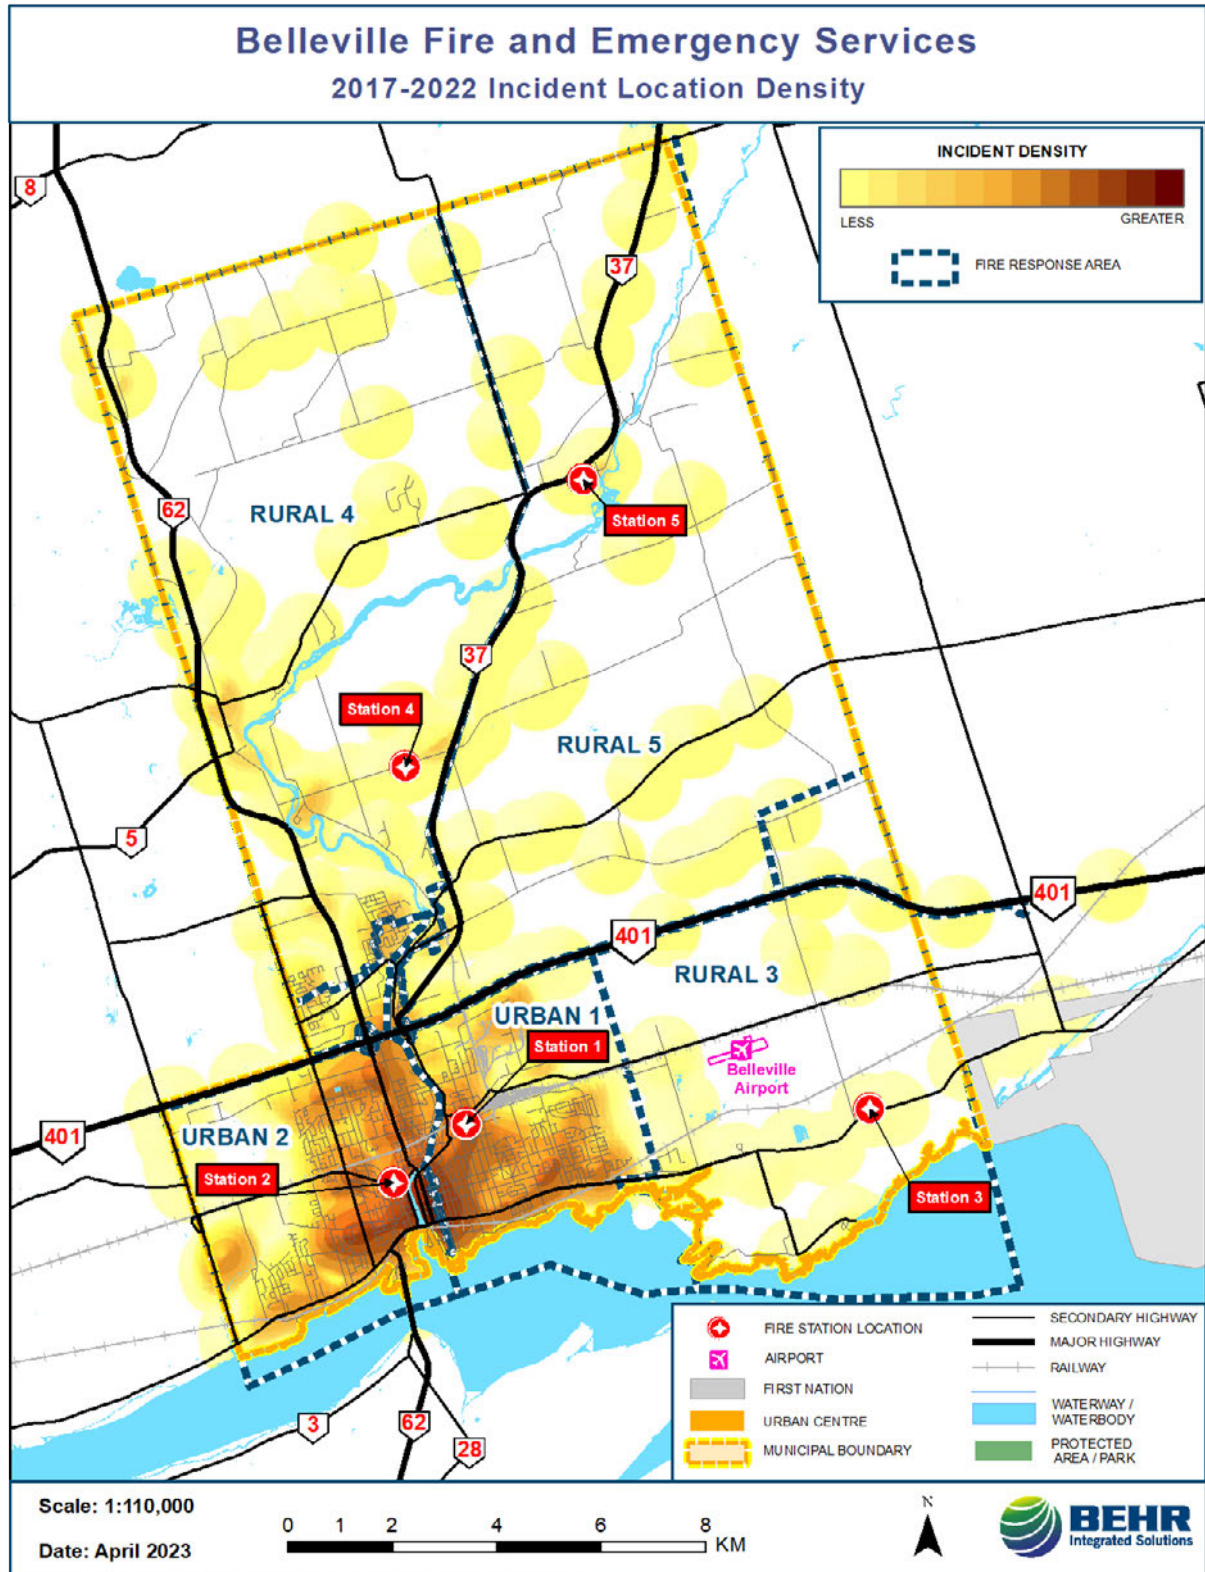 Belleville Fire and Emergency Services
2017-2022 Incident Location Density
INCIDENT DENSITY
LESS
GREATER
FIRE RESPONSE AREA
8
37
62
RURAL 4
Station 5
37
Station 4
RURAL 5
5
401
401
RURAL 3
URBAN 1
Station 1
Belleville
Airport
401
URBAN 2
Station 2
Station 3
FIRE STATION LOCATION
AIRPORT
FIRST NATION
URBAN CENTRE
MUNICIPAL BOUNDARY
SECONDARY HIGHWAY
MAJOR HIGHWAY
RAILWAY
WATERWAY /
WATERBODY
PROTECTED
AREA / PARK
3
62
28
Scale: 1:110,000
Date: April 2023
0 1 2 4 6 8
KM
N
BEHR
Integrated Solutions